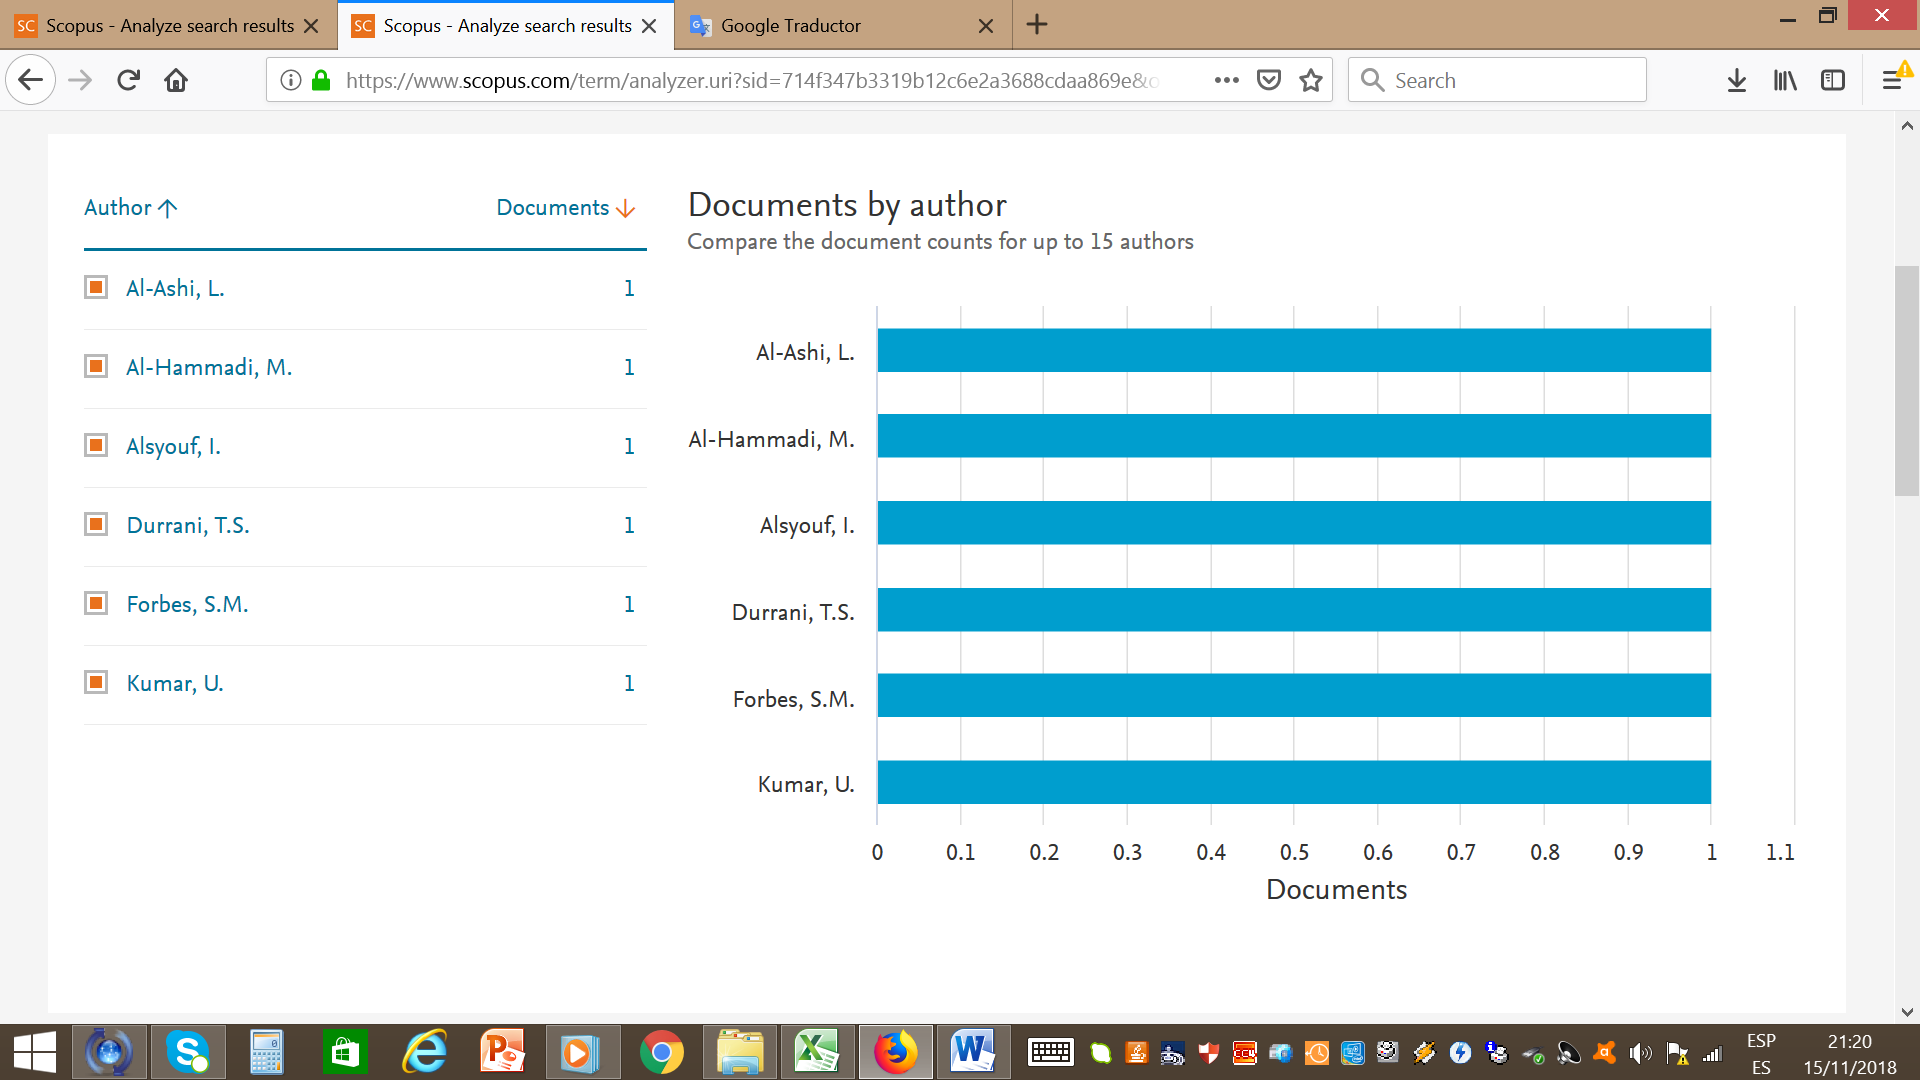 Scopus - Analyze search results
Scopus - Analyze search results
Google Traductor
https://www.scopus.com/term/analyzer.uri?sid=714f347b3319b12c6e2a3688cdaa869e&o
Search
Author Documents
Al-Ashi, L. 1
Al-Hammadi, M. 1
Alsyouf, I. 1
Durrani, T.S. 1
Forbes, S.M. 1
Kumar, U. 1
Documents by author
Compare the document counts for up to 15 authors
Al-Ashi, L.
Al-Hammadi, M.
Alsyouf, I.
Durrani, T.S.
Forbes, S.M.
Kumar, U.
0 0.1 0.2 0.3 0.4 0.5 0.6 0.7 0.8 0.9 1 1.1
Documents
ESP
ES
21:20
15/11/2018